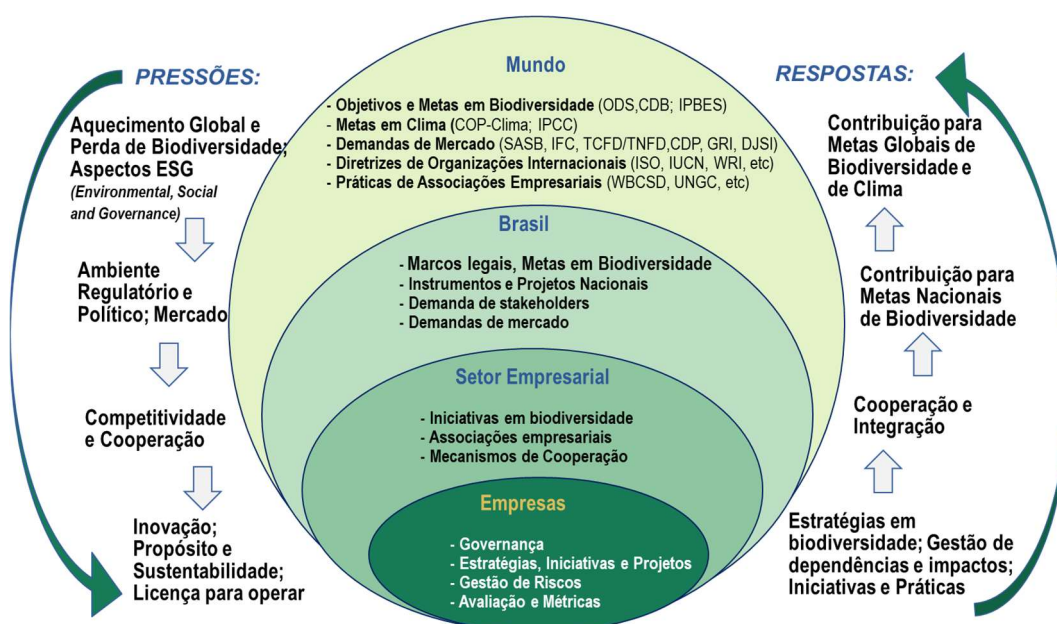 PRESSÕES:
Aquecimento Global e
Perda de Biodiversidade;
Aspectos ESG
(Environmental, Social
and Governance)
Ambiente
Regulatório e
Político; Mercado
Competitividade
e Cooperação
Inovação;
Propósito e
Sustentabilidade;
Licença para operar
Mundo
- Objetivos e Metas em Biodiversidade (ODS,CDB; IPBES)
- Metas em Clima (COP-Clima; IPCC)
- Demandas de Mercado (SASB, IFC, TCFD/TNFD,CDP, GRI, DJSI)
- Diretrizes de Organizações Internacionais (ISO, IUCN, WRI, etc)
- Práticas de Associações Empresariais (WBCSD, UNGC, etc)
Brasil
- Marcos legais, Metas em Biodiversidade
- Instrumentos e Projetos Nacionais
- Demanda de stakeholders
- Demandas de mercado
Setor Empresarial
- Iniciativas em biodiversidade
- Associações empresariais
- Mecanismos de Cooperação
Empresas
- Governança
- Estratégias, Iniciativas e Projetos
- Gestão de Riscos
- Avaliação e Métricas
RESPOSTAS:
Contribuição para
Metas Globais de
Biodiversidade e
de Clima
Contribuição para
Metas Nacionais
de Biodiversidade
Cooperação e
Integração
Estratégias em
biodiversidade; Gestão de
dependências e impactos;
Iniciativas e Práticas